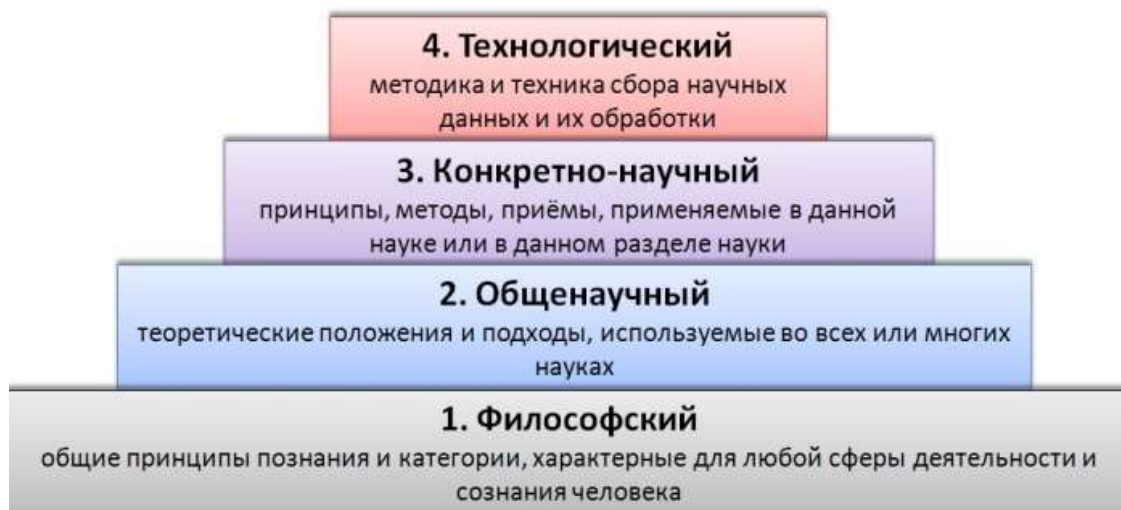 4. Технологический
методика и техника сбора научных
данных и их обработки
3. Конкретно-научный
принципы, методы, приёмы, применяемые в данной
науке или в данном разделе науки
2. Общенаучный
теоретические положения и подходы, используемые во всех или многих
науках
1. Философский
общие принципы познания и категории, характерные для любой сферы деятельности и
сознания человека